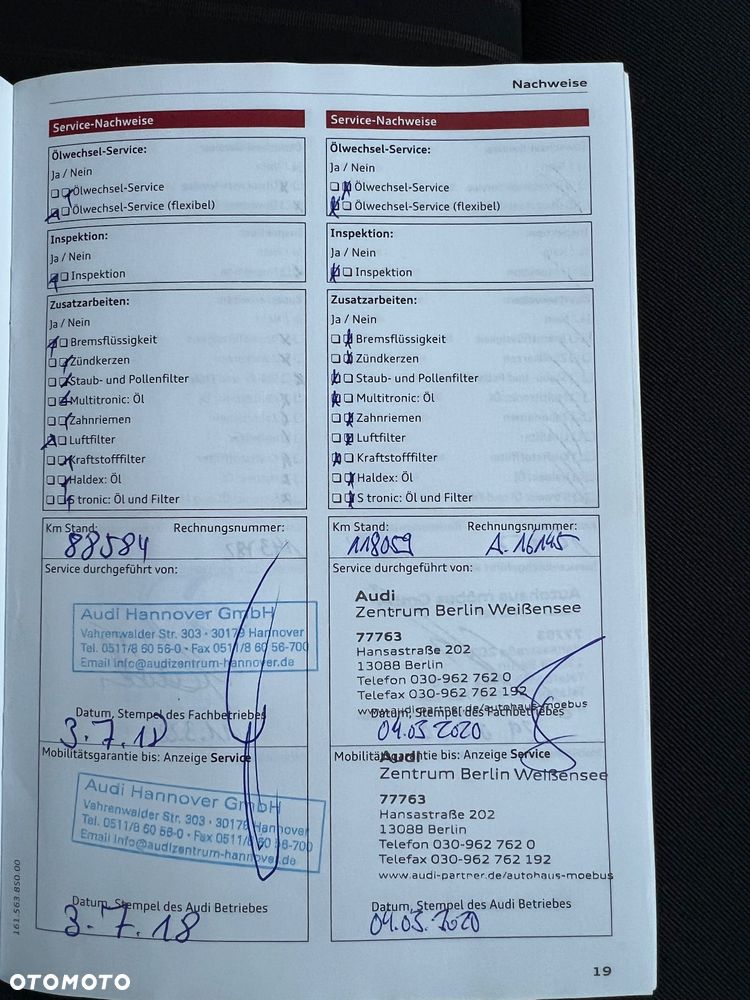 Nachweise
Service-Nachweise
Ölwechsel-Service:
Ja / Nein
Ölwechsel-Service
Ölwechsel-Service (flexibel)
Inspektion:
Ja / Nein
Inspektion
Zusatzarbeiten:
Ja / Nein
Bremsflüssigkeit
Zündkerzen
Staub- und Pollenfilter
Multitronic: Öl
Zahnriemen
Luftfilter
Kraftstofffilter
Haldex: Öl
S tronic: Öl und Filter
Km Stand: Rechnungsnummer:
88584
Service durchgeführt von:
Audi Hannover GmbH
Vahrenwalder Str. 303 · 30179 Hannover
Tel. 0511/8 60 56-0 · Fax 0511/8 60 56-700
Email info@audizentrum-hannover.de
Datum, Stempel des Fachbetriebes
3.7.18
Mobilitätsgarantie bis: Anzeige Service
Audi Hannover GmbH
Vahrenwalder Str. 303 · 30179 Hannover
Tel. 0511/8 60 56-0 · Fax 0511/8 60 56-700
Email info@audizentrum-hannover.de
Datum, Stempel des Audi Betriebes
3.7.18
Service-Nachweise
Ölwechsel-Service:
Ja / Nein
Ölwechsel-Service
Ölwechsel-Service (flexibel)
Inspektion:
Ja / Nein
Inspektion
Zusatzarbeiten:
Ja / Nein
Bremsflüssigkeit
Zündkerzen
Staub- und Pollenfilter
Multitronic: Öl
Zahnriemen
Luftfilter
Kraftstofffilter
Haldex: Öl
S tronic: Öl und Filter
Km Stand: Rechnungsnummer:
118059 A.16145
Service durchgeführt von:
Audi
Zentrum Berlin Weißensee
77763
Hansastraße 202
13088 Berlin
Telefon 030-962 762 0
Telefax 030-962 762 192
www.audi-partner.de/autohaus-moebus
Datum, Stempel des Fachbetriebes
04.03.2020
Mobilitätsgarantie bis: Anzeige Service
Audi
Zentrum Berlin Weißensee
77763
Hansastraße 202
13088 Berlin
Telefon 030-962 762 0
Telefax 030-962 762 192
www.audi-partner.de/autohaus-moebus
Datum, Stempel des Audi Betriebes
04.03.2020
161.563.850.00
19
OTOMOTO